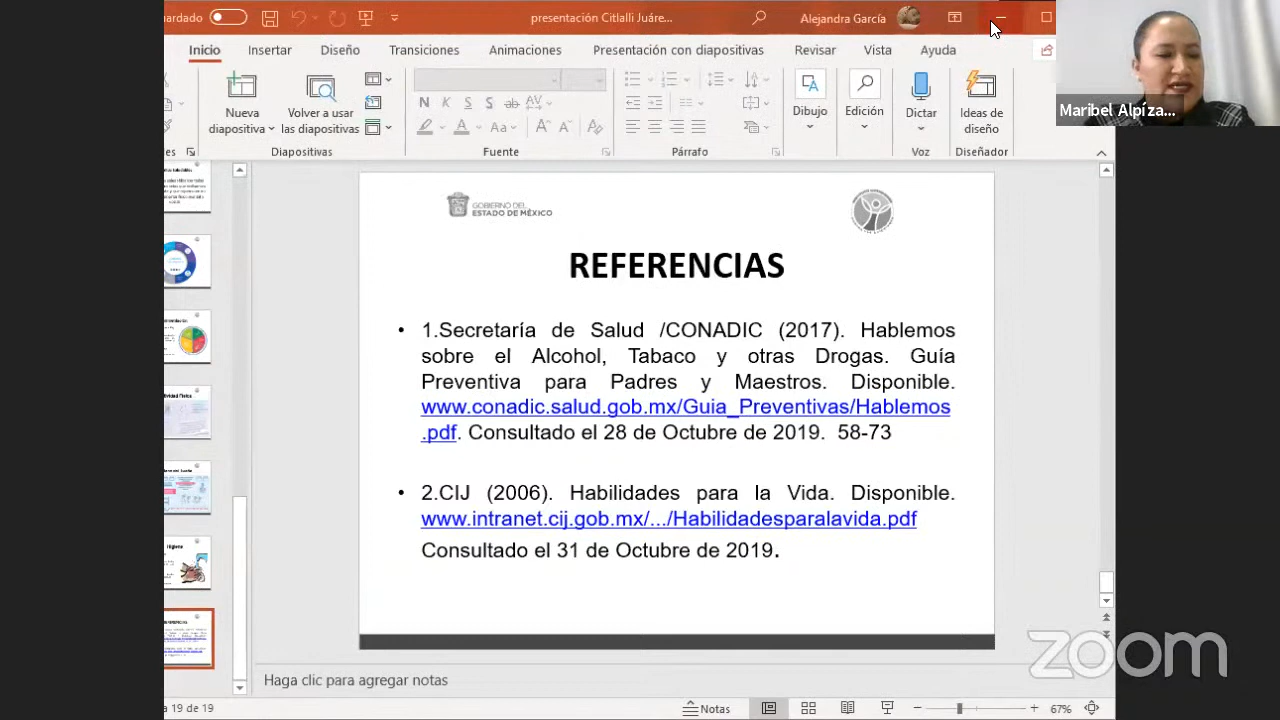 uardado
presentación Citlalli Juáre...
Alejandra García
Inicio Insertar Diseño Transiciones Animaciones Presentación con diapositivas Revisar Vista Ayuda
Nueva diapositiva
Volver a usar las diapositivas
N K S S ab AV
A Aa A A
Dibujo
Edición
Dictar
Ideas de diseño
Diapositivas Fuente Párrafo Voz Diseñador
Maribel Alpíza...
GOBIERNO DEL
ESTADO DE MÉXICO
REFERENCIAS
• 1.Secretaría de Salud /CONADIC (2017). Hablemos
sobre el Alcohol, Tabaco y otras Drogas. Guía
Preventiva para Padres y Maestros. Disponible.
www.conadic.salud.gob.mx/Guia_Preventivas/Hablemos
.pdf. Consultado el 28 de Octubre de 2019. 58-73
• 2.CIJ (2006). Habilidades para la Vida. Disponible.
www.intranet.cij.gob.mx/.../Habilidadesparalavida.pdf
Consultado el 31 de Octubre de 2019.
Higiene
zoom
Haga clic para agregar notas
a 19 de 19
Notas
67%